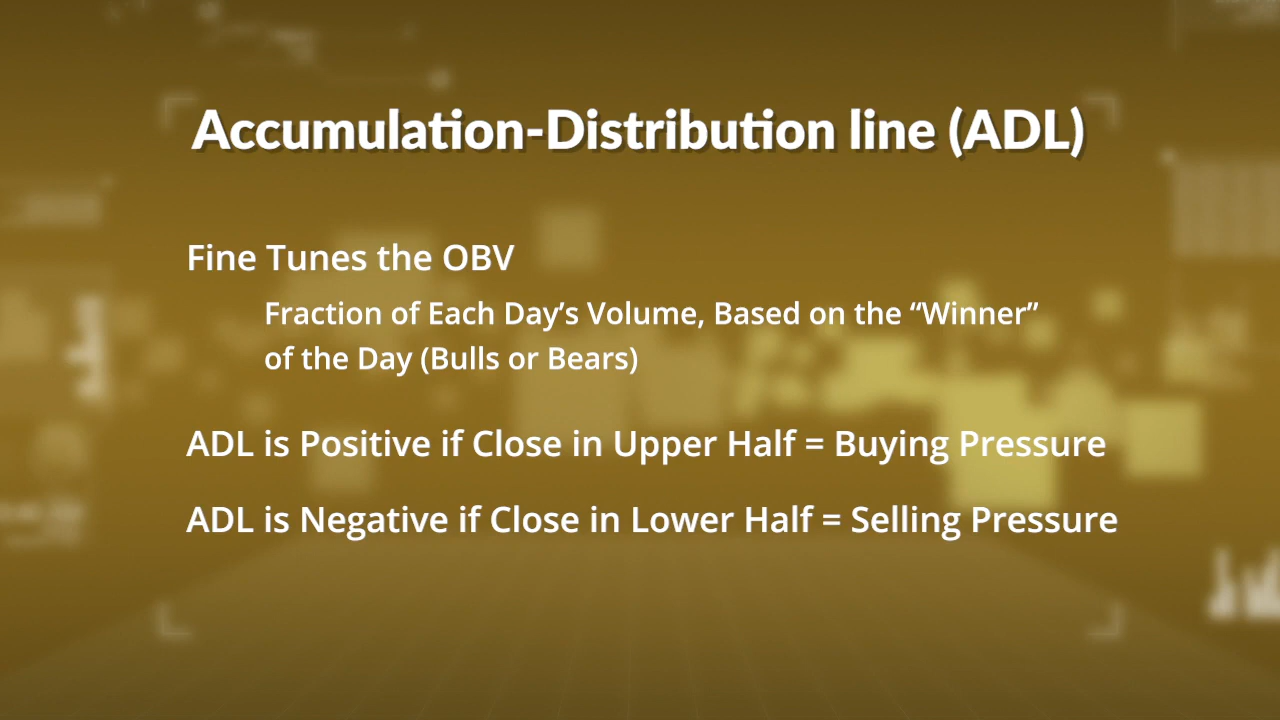 Accumulation-Distribution line (ADL)
Fine Tunes the OBV
Fraction of Each Day’s Volume, Based on the “Winner”
of the Day (Bulls or Bears)
ADL is Positive if Close in Upper Half = Buying Pressure
ADL is Negative if Close in Lower Half = Selling Pressure